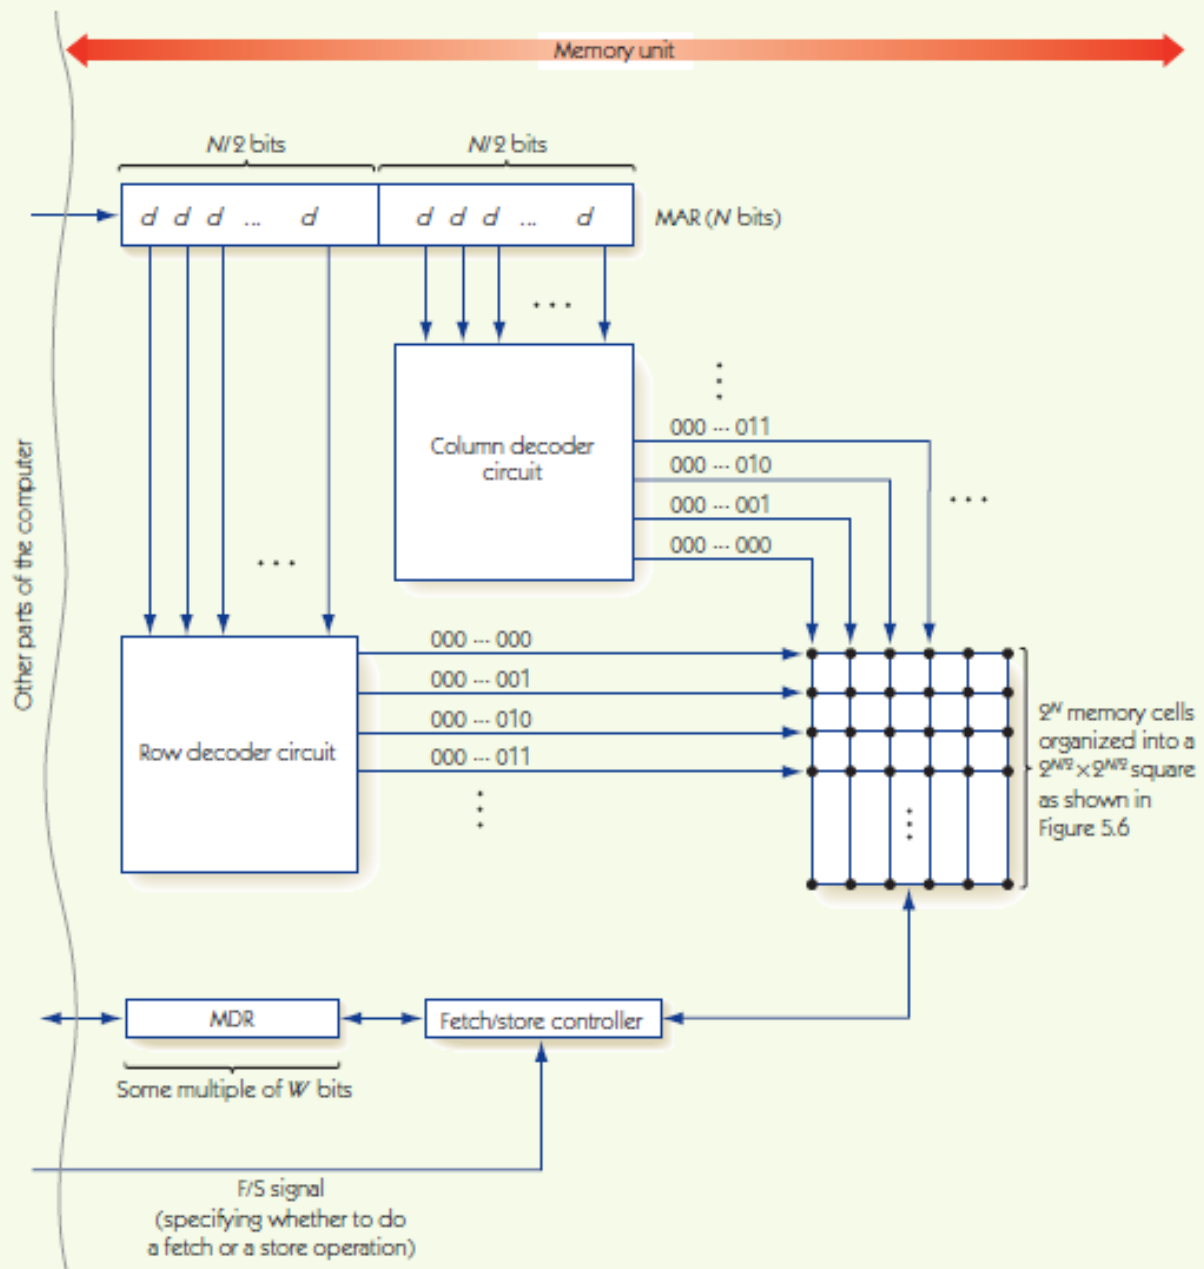 Memory unit
N/2 bits
N/2 bits
d d d ... d
d d d ... d
MAR (N bits)
...
Column decoder
circuit
000 ... 011
000 ... 010
000 ... 001
000 ... 000
...
Other parts of the computer
...
Row decoder circuit
000 ... 000
000 ... 001
000 ... 010
000 ... 011
2^N memory cells
organized into a
2^N/2 × 2^N/2 square
as shown in
Figure 5.6
MDR
Fetch/store controller
Some multiple of W bits
F/S signal
(specifying whether to do
a fetch or a store operation)